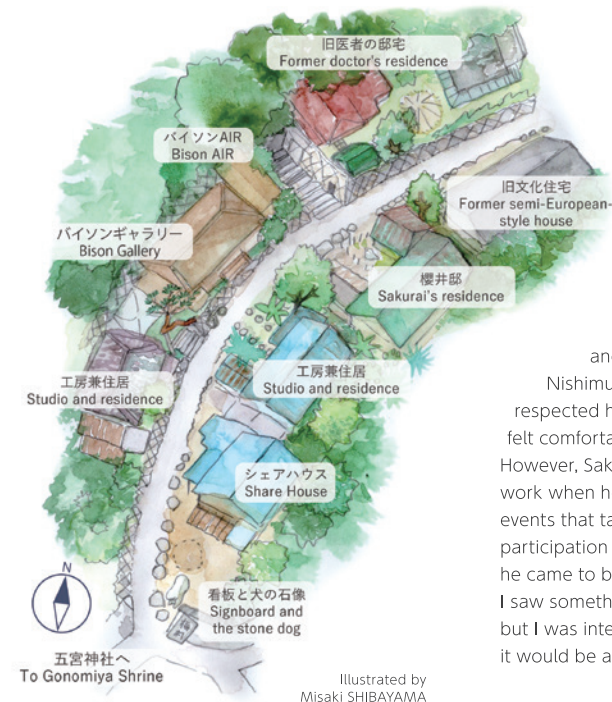 旧医者の邸宅
Former doctor's residence
バイソンAIR
Bison AIR
旧文化住宅
Former semi-European-
style house
バイソンギャラリー
Bison Gallery
櫻井邸
Sakurai's residence
工房兼住居
Studio and residence
工房兼住居
Studio and residence
シェアハウス
Share House
看板と犬の石像
Signboard and
the stone dog
N
五宮神社へ
To Gonomiya Shrine
Illustrated by
Misaki SHIBAYAMA
an
Nishimu
respected h
felt comforta
However, Sak
work when h
events that ta
participation
he came to b
I saw someth
but I was inte
it would be a